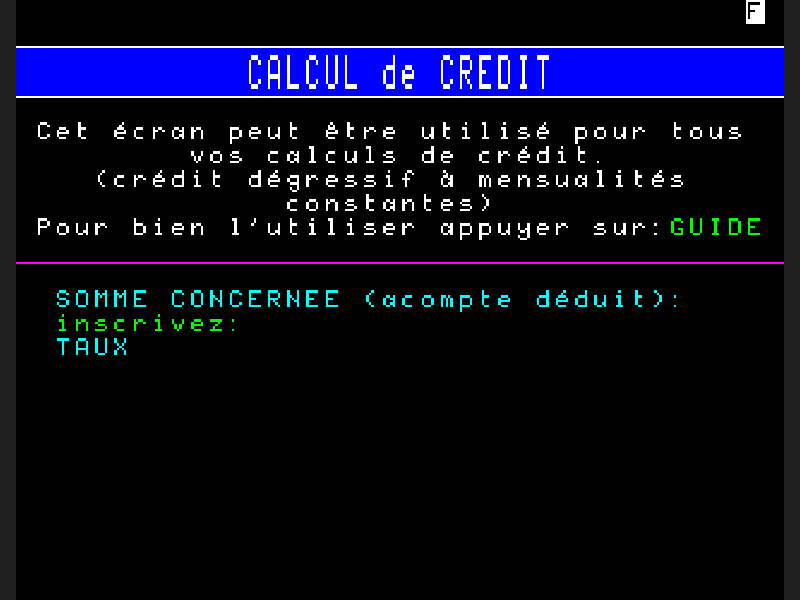 F
CALCUL de CREDIT
Cet écran peut être utilisé pour tous
vos calculs de crédit.
(crédit dégressif à mensualités
constantes)
Pour bien l'utiliser appuyer sur:GUIDE
SOMME CONCERNEE (acompte déduit):
inscrivez:
TAUX